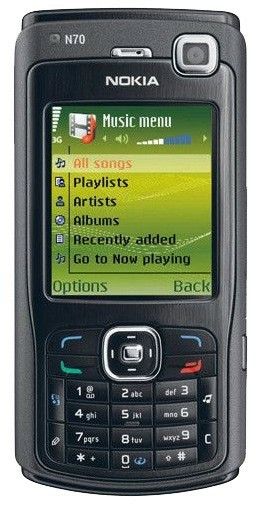 N70
NOKIA
Music menu
3G
All songs
Playlists
Artists
Albums
Recently added
Go to Now playing
Options Back
1 2 abc def 3
4 ghi 5 jkl mno 6
7 pqrs 8 tuv wxyz 9
* + 0 #